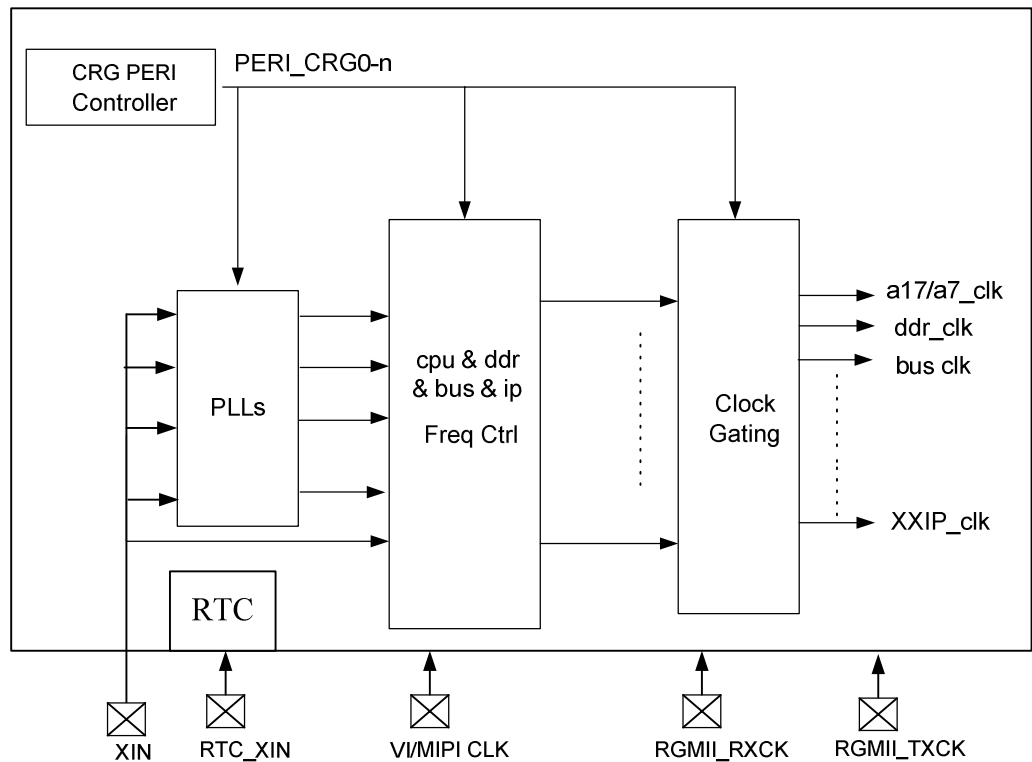 CRG PERI
Controller
PERI_CRG0-n
PLLs
cpu & ddr
& bus & ip
Freq Ctrl
Clock
Gating
a17/a7_clk
ddr_clk
bus clk
XXIP_clk
RTC
XIN
RTC_XIN
VI/MIPI CLK
RGMII_RXCK
RGMII_TXCK